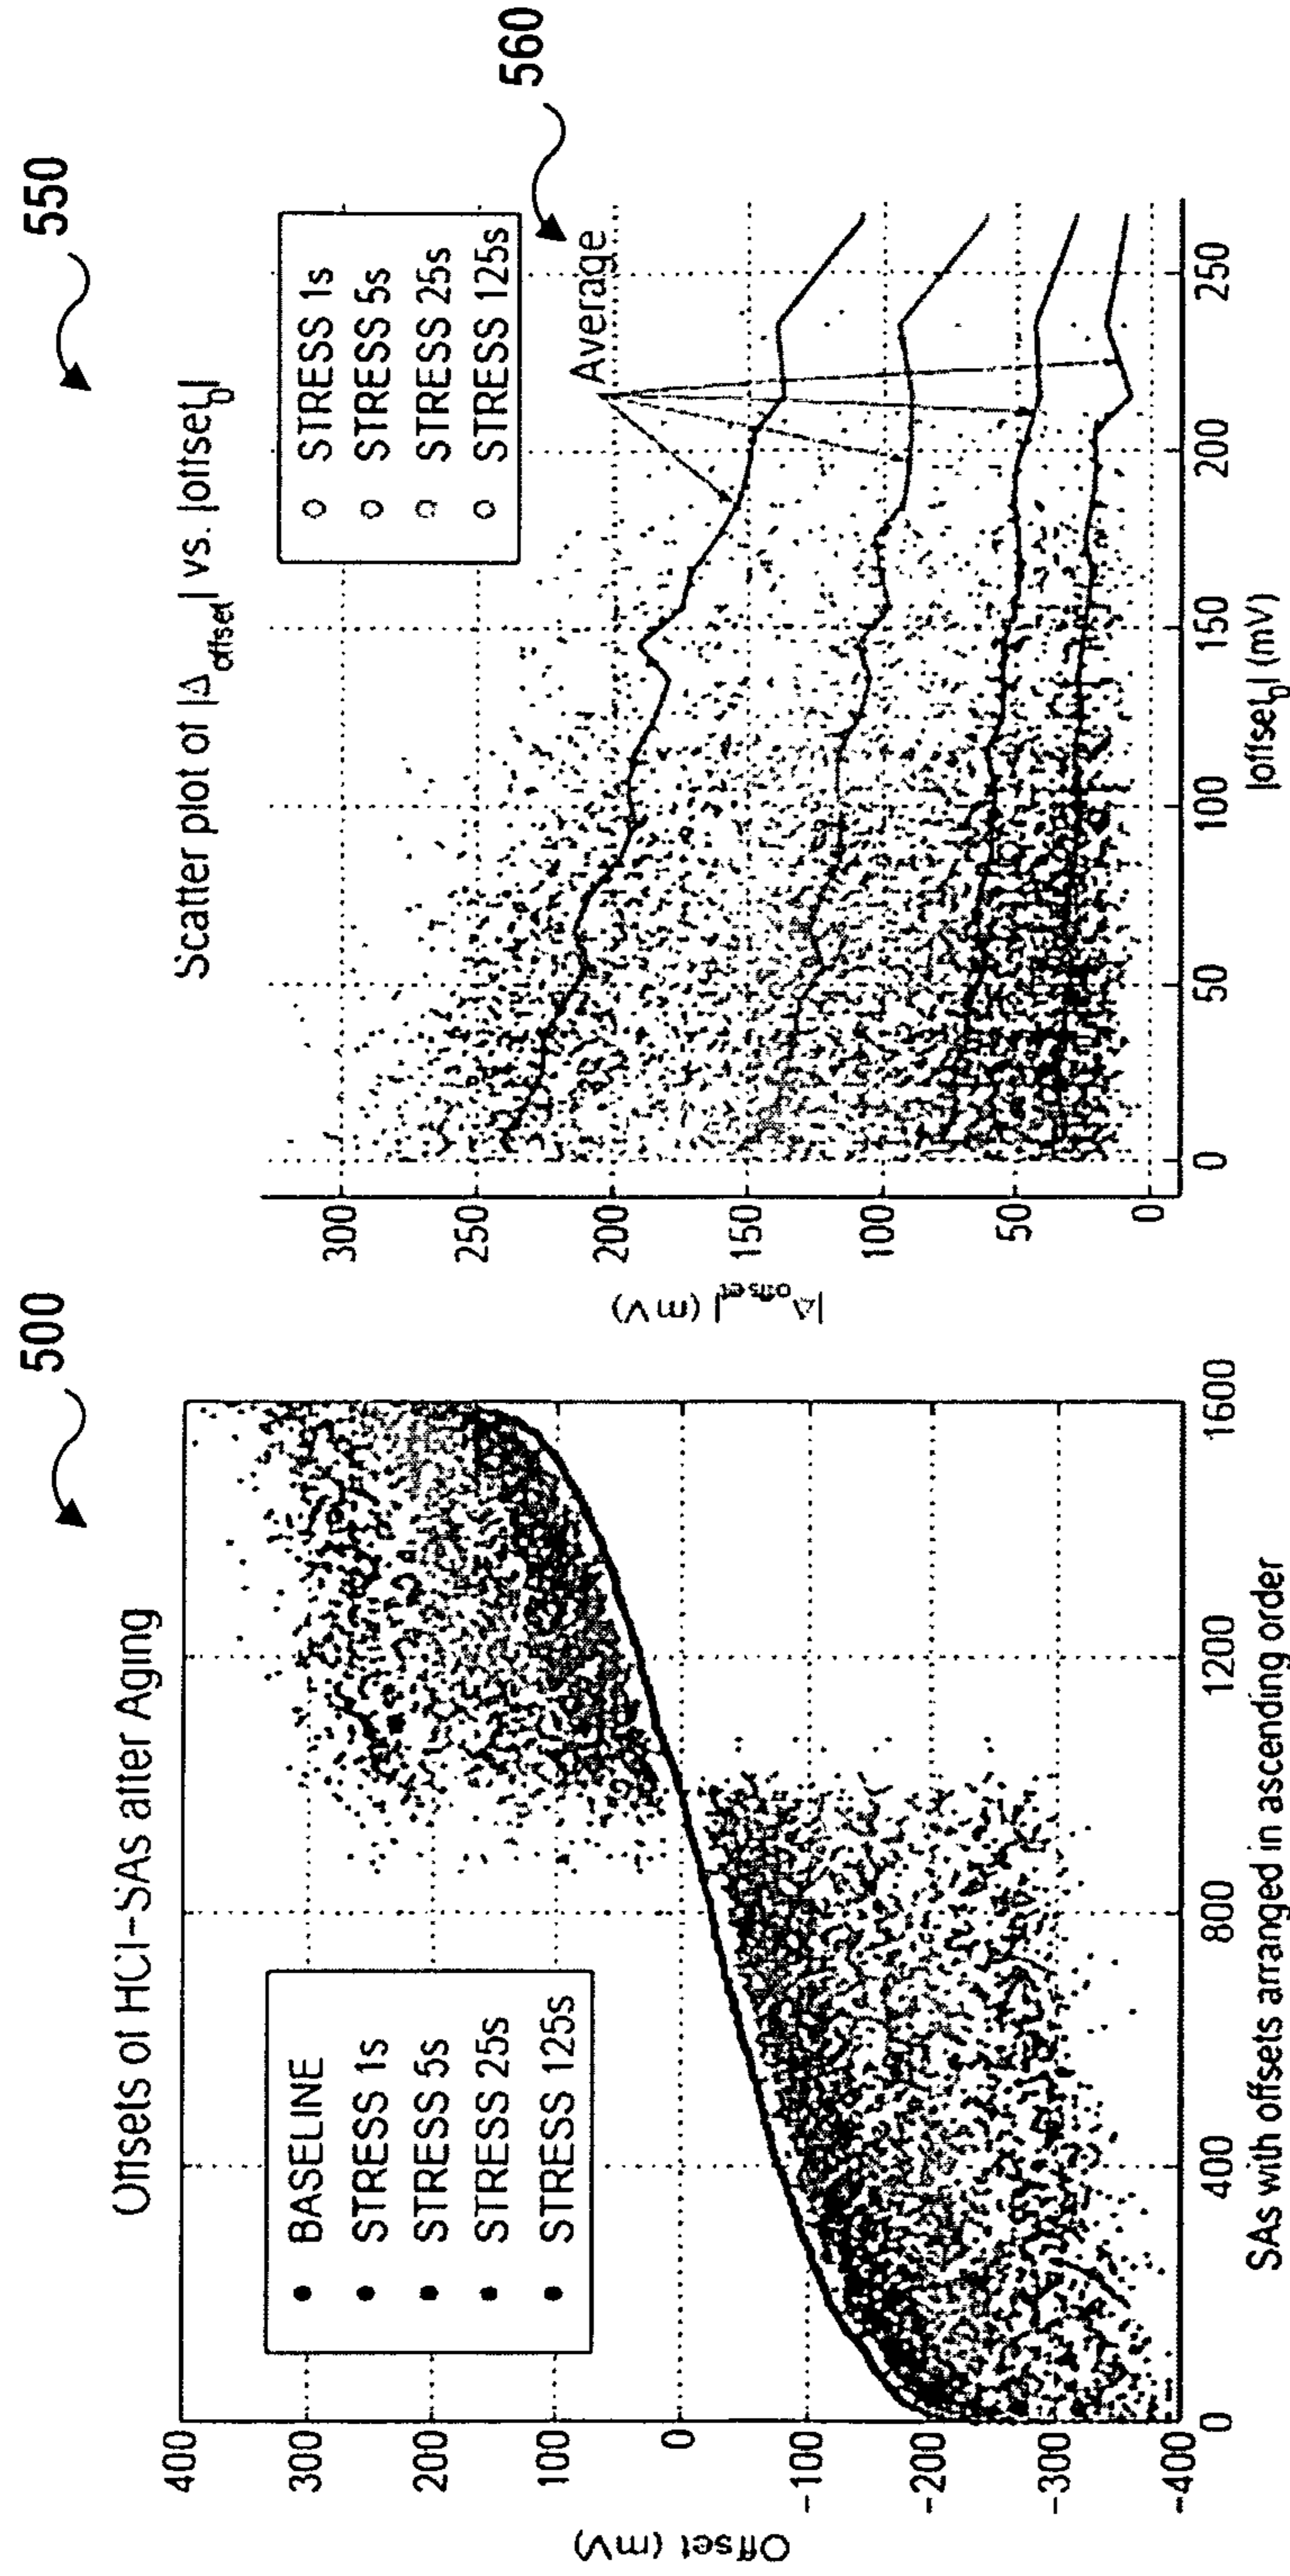 500
Offsets of HCI-SAs after Aging
BASELINE
STRESS 1s
STRESS 5s
STRESS 25s
STRESS 125s
400
300
200
100
0
-100
-200
-300
-400
Offset (mV)
0 400 800 1200 1600
SAs with offsets arranged in ascending order
550
Scatter plot of |Δoffset| vs. |offset0|
STRESS 1s
STRESS 5s
STRESS 25s
STRESS 125s
560
Average
300
250
200
150
100
50
0
|Δoffset| (mV)
0 50 100 150 200 250
|offset0| (mV)